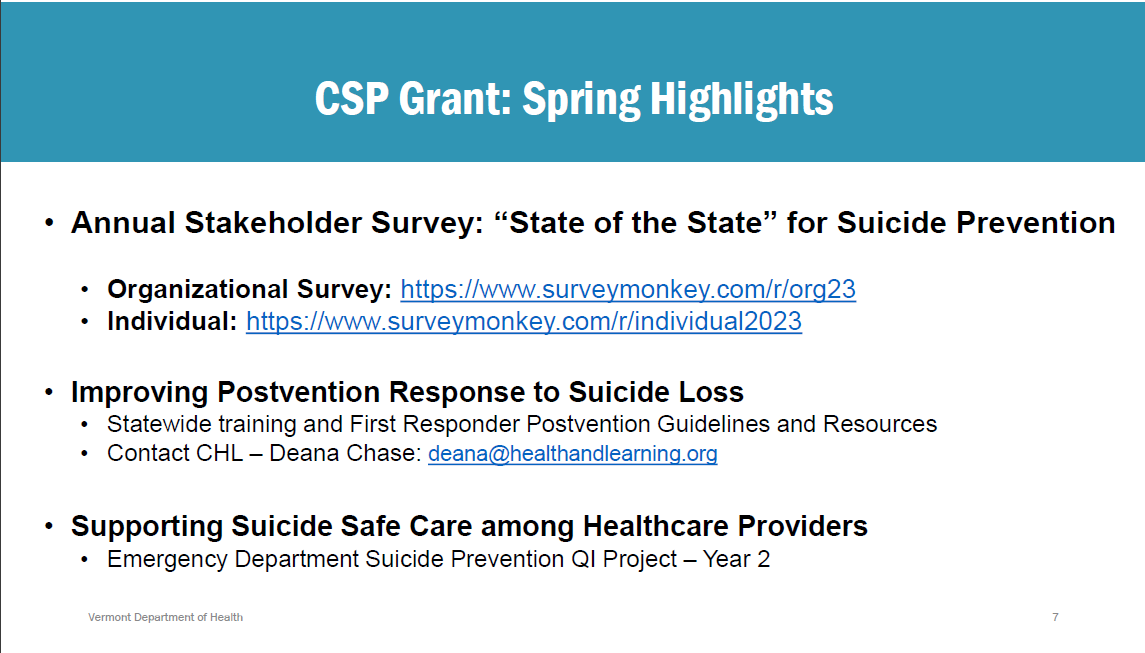 CSP Grant: Spring Highlights
• Annual Stakeholder Survey: “State of the State” for Suicide Prevention
• Organizational Survey: https://www.surveymonkey.com/r/org23
• Individual: https://www.surveymonkey.com/r/individual2023
• Improving Postvention Response to Suicide Loss
• Statewide training and First Responder Postvention Guidelines and Resources
• Contact CHL – Deana Chase: deana@healthandlearning.org
• Supporting Suicide Safe Care among Healthcare Providers
• Emergency Department Suicide Prevention QI Project – Year 2
Vermont Department of Health
7